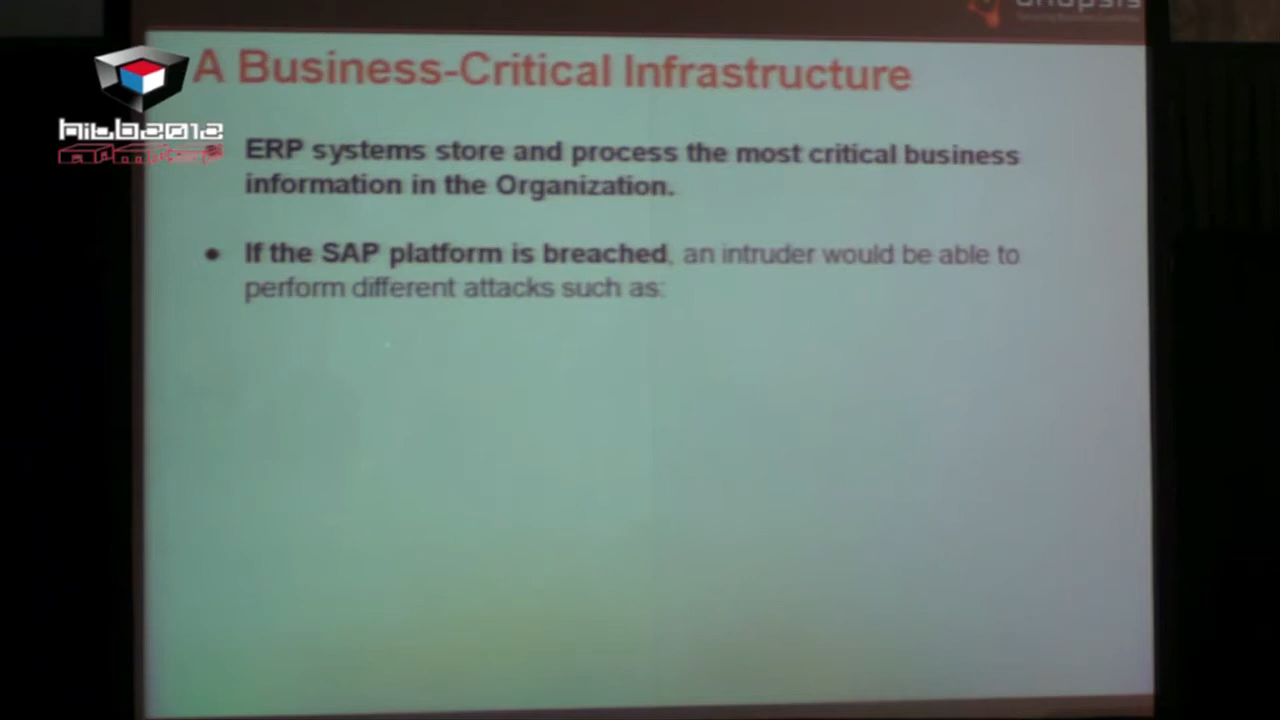 onapsis
A Business-Critical Infrastructure
hitb2012
ERP systems store and process the most critical business
information in the Organization.
• If the SAP platform is breached, an intruder would be able to
perform different attacks such as: